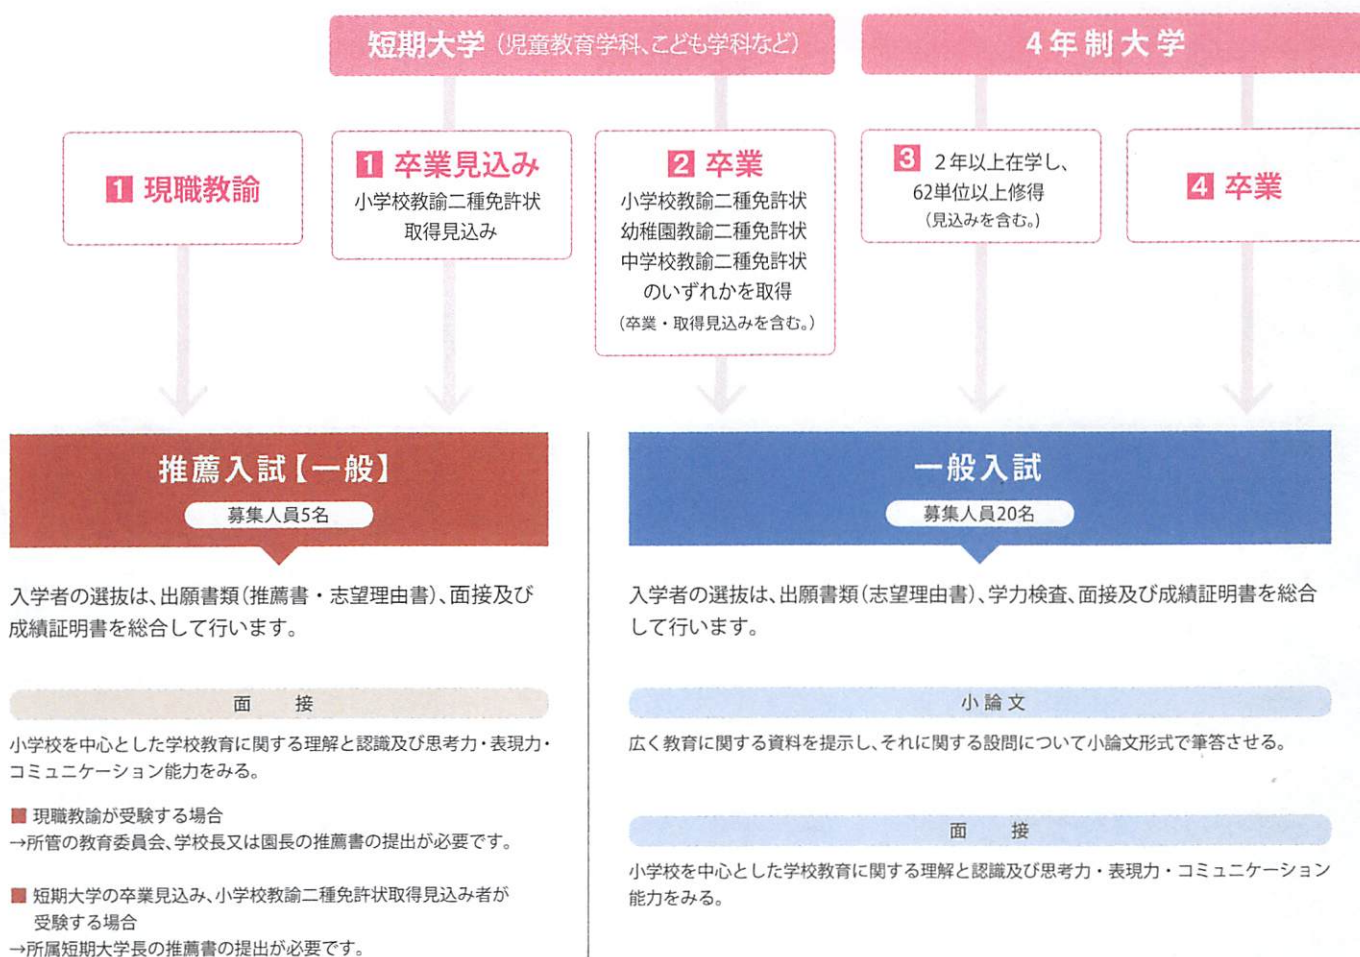 短期大学(児童教育学科、こども学科など)
4年制大学
1 現職教諭
1 卒業見込み
小学校教諭二種免許状
取得見込み
2 卒業
小学校教諭二種免許状
幼稚園教諭二種免許状
中学校教諭二種免許状
のいずれかを取得
(卒業・取得見込みを含む。)
3 2年以上在学し、
62単位以上修得
(見込みを含む。)
4 卒業
推薦入試【一般】
募集人員5名
入学者の選抜は、出願書類(推薦書・志望理由書)、面接及び
成績証明書を総合して行います。
面 接
小学校を中心とした学校教育に関する理解と認識及び思考力・表現力・
コミュニケーション能力をみる。
■ 現職教諭が受験する場合
→所管の教育委員会、学校長又は園長の推薦書の提出が必要です。
■ 短期大学の卒業見込み、小学校教諭二種免許状取得見込み者が
受験する場合
→所属短期大学長の推薦書の提出が必要です。
一般入試
募集人員20名
入学者の選抜は、出願書類(志望理由書)、学力検査、面接及び成績証明書を総合
して行います。
小論文
広く教育に関する資料を提示し、それに関する設問について小論文形式で筆答させる。
面 接
小学校を中心とした学校教育に関する理解と認識及び思考力・表現力・コミュニケーション
能力をみる。